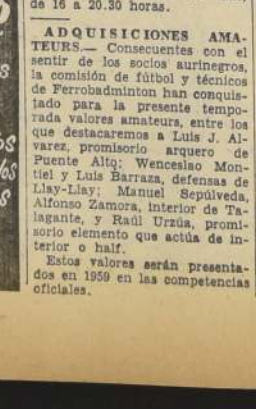 de 16 a 20.30 horas.
ADQUISICIONES AMA-
TEURS.— Consecuentes con el
sentir de los socios aurinegros,
la comisión de fútbol y técnicos
de Ferrobadminton han conquis-
tado para la presente tempo-
rada valores amateurs, entre los
que destacaremos a Luis J. Al-
varez, promisorio arquero de
Puente Alto; Wenceslao Mon-
tiel y Luis Barraza, defensas de
Llay-Llay; Manuel Sepúlveda,
Alfonso Zamora, interior de Ta-
lagante, y Raúl Urzúa, promi-
sorio elemento que actúa de in-
terior o half.
Estos valores serán presenta-
dos en 1959 en las competencias
oficiales.